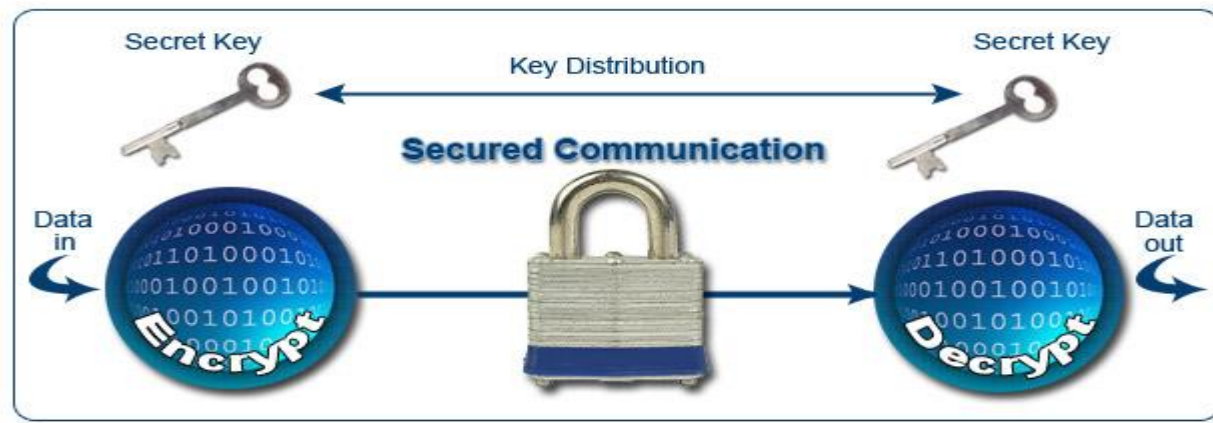 Secret Key
Key Distribution
Secret Key
Secured Communication
Data
in
Encrypt
Decrypt
Data
out